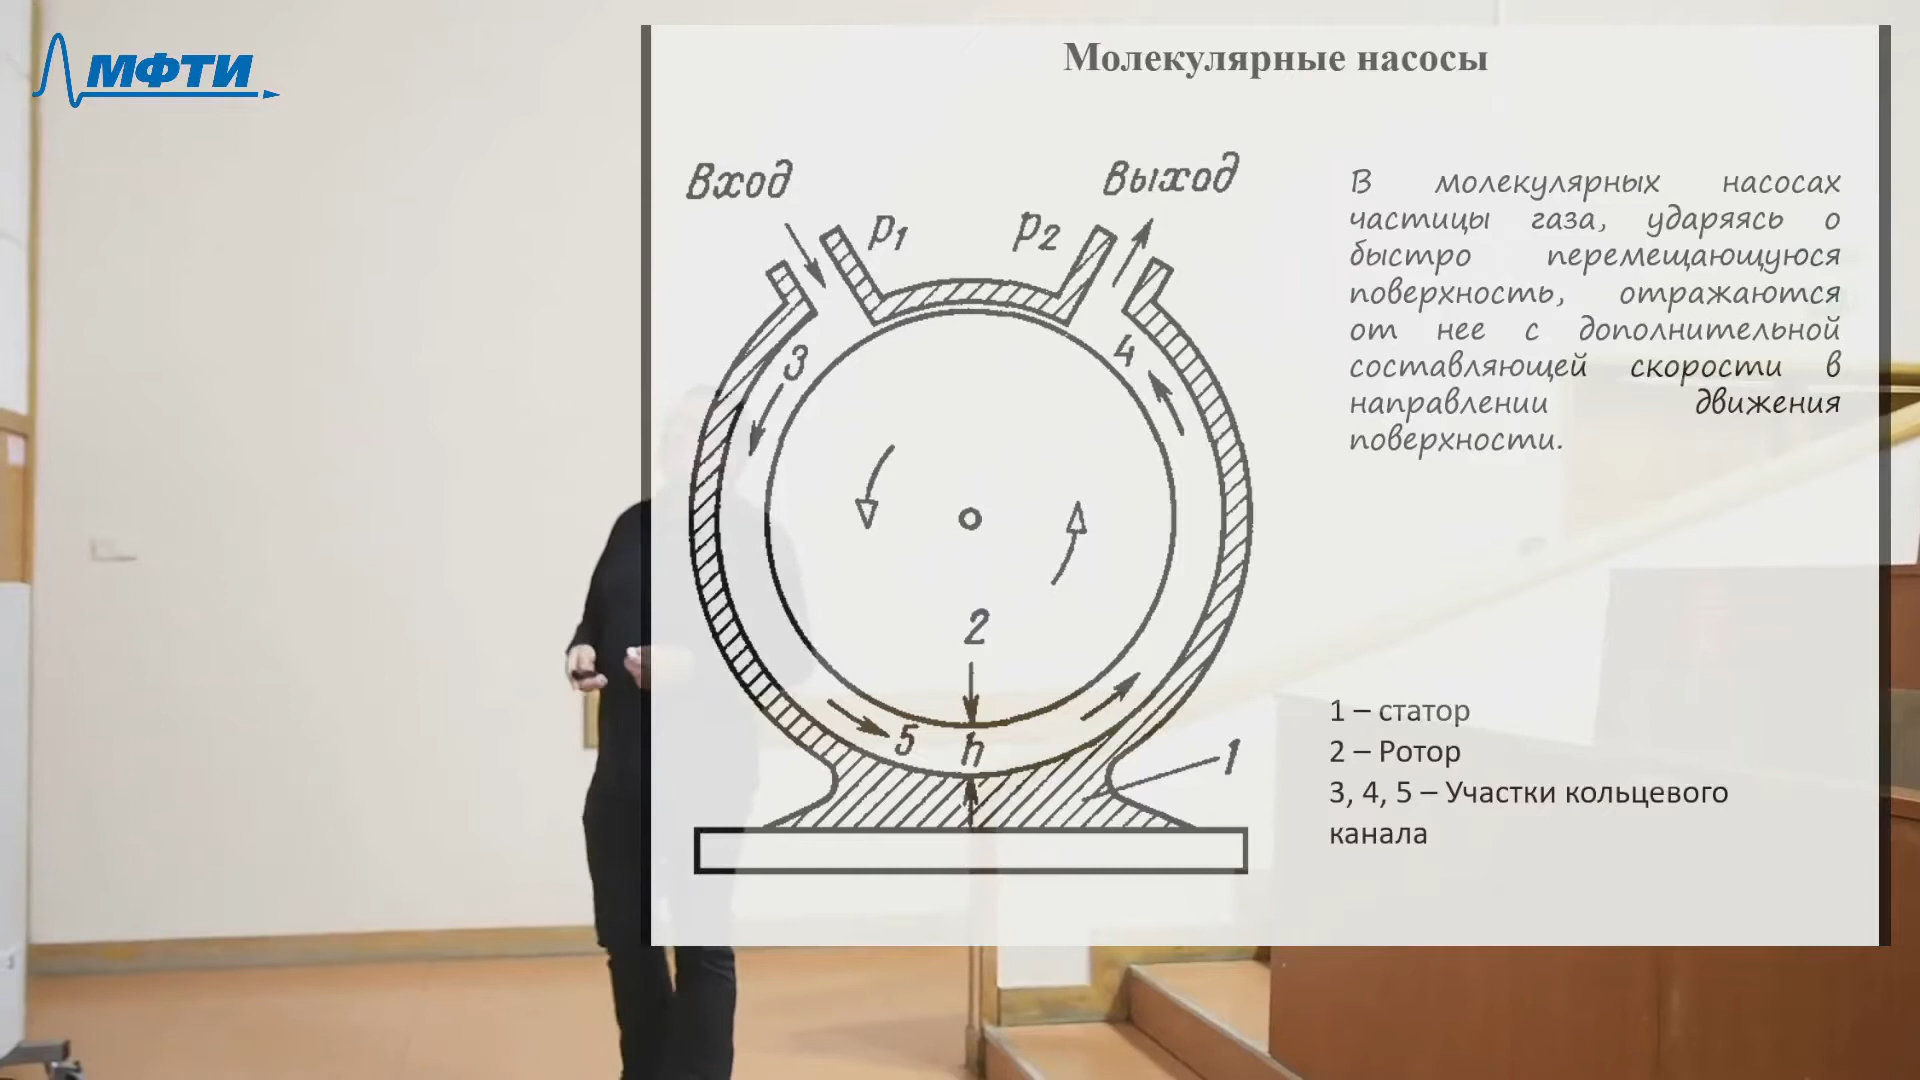 МФТИ
Молекулярные насосы
Вход
Выход
p1
p2
3
4
2
5
h
1
В молекулярных насосах
частицы газа, ударяясь о
быстро перемещающуюся
поверхность, отражаются
от нее с дополнительной
составляющей скорости в
направлении движения
поверхности.
1 – статор
2 – Ротор
3, 4, 5 – Участки кольцевого
канала